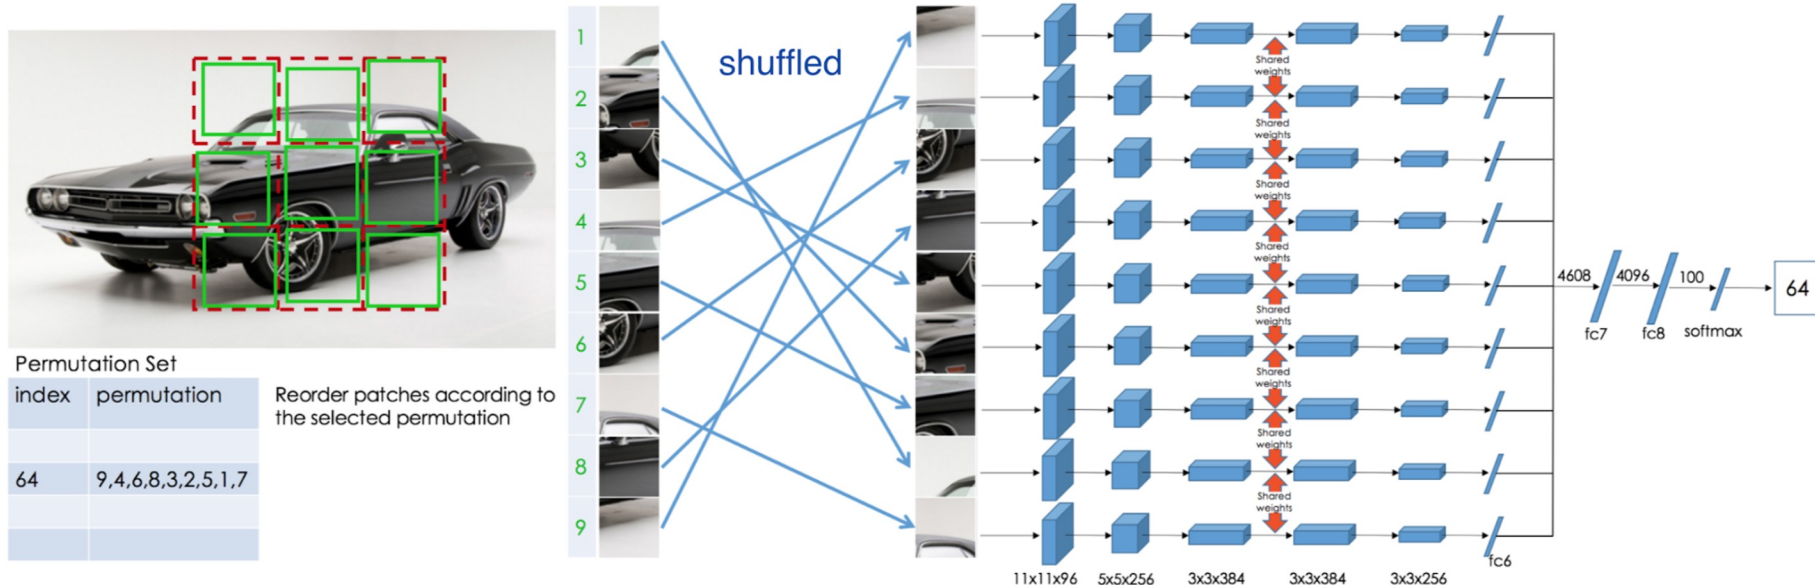 Permutation Set
index permutation
64 9,4,6,8,3,2,5,1,7
Reorder patches according to
the selected permutation
1
2
3
4
5
6
7
8
9
shuffled
Shared
weights
Shared
weights
Shared
weights
Shared
weights
Shared
weights
Shared
weights
Shared
weights
Shared
weights
11x11x96 5x5x256 3x3x384 3x3x384 3x3x256
fc6
4608 4096 100
fc7 fc8 softmax
64